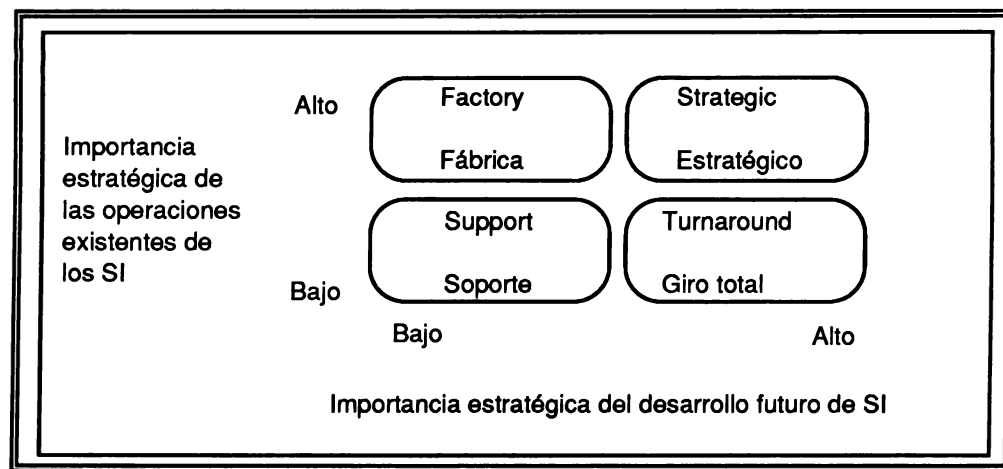 Importancia
estratégica de
las operaciones
existentes de
los SI
Alto
Factory
Fábrica
Strategic
Estratégico
Bajo
Support
Soporte
Turnaround
Giro total
Bajo
Alto
Importancia estratégica del desarrollo futuro de SI